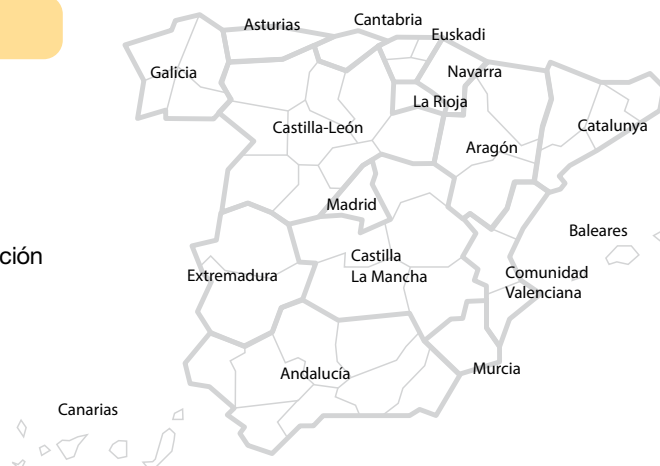 Cantabria
Asturias
Euskadi
Galicia
Navarra
La Rioja
Castilla-León
Catalunya
Aragón
Madrid
Baleares
ción
Castilla
La Mancha
Extremadura
Comunidad
Valenciana
Murcia
Andalucía
Canarias